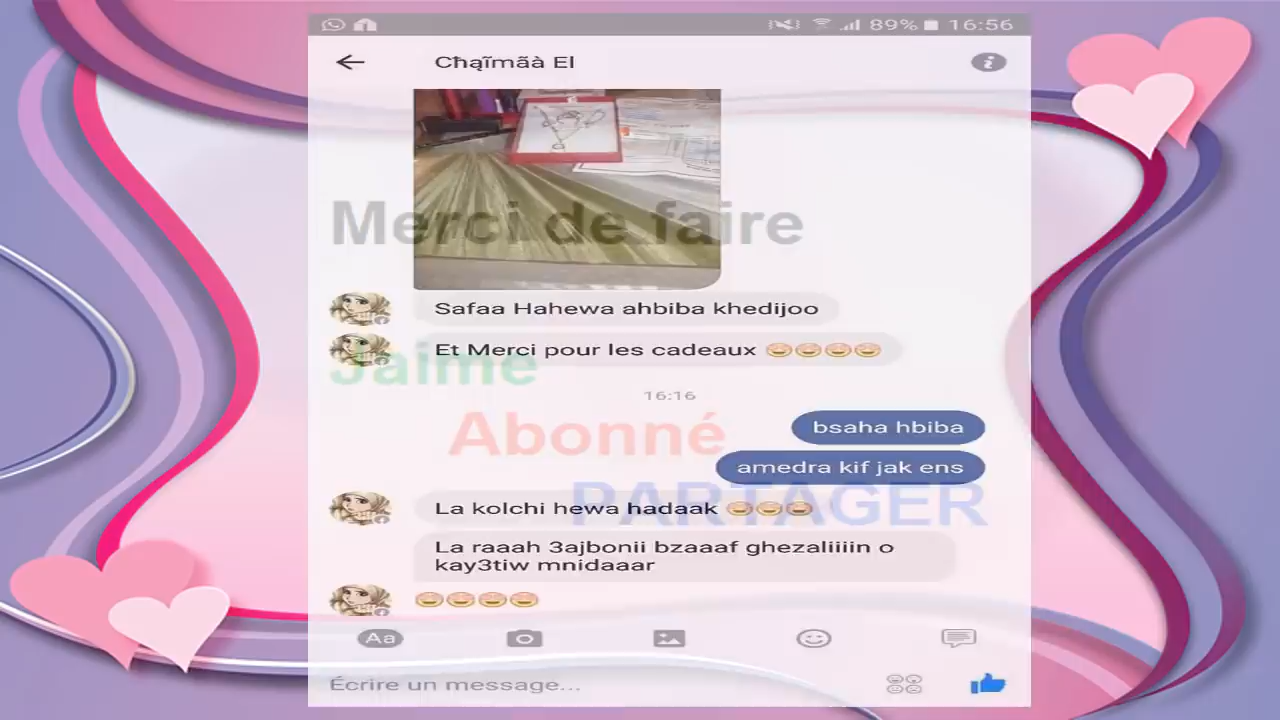 89% 16:56
Cħąĩmãà El
Merci de faire
Safaa Hahewa ahbiba khedijoo
Et Merci pour les cadeaux
Jaime
16:16
bsaha hbiba
Abonné
amedra kif jak ens
PARTAGER
La kolchi hewa hadaak
La raaah 3ajbonii bzaaaf ghezaliiiin o
kay3tiw mnidaaar
Aa
Écrire un message...